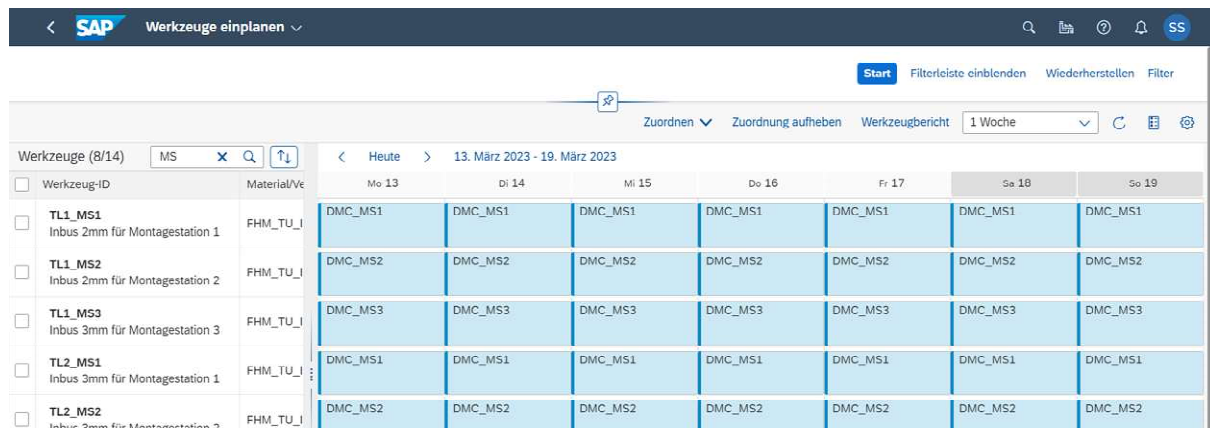 SAP Werkzeuge einplanen SS
Start Filterleiste einblenden Wiederherstellen Filter
Zuordnen Zuordnung aufheben Werkzeugbericht 1 Woche
Werkzeuge (8/14) MS Heute 13. März 2023 - 19. März 2023
Werkzeug-ID Material/Ve Mo 13 Di 14 Mi 15 Do 16 Fr 17 Sa 18 So 19
TL1_MS1
Inbus 2mm für Montagestation 1
FHM_TU_I DMC_MS1 DMC_MS1 DMC_MS1 DMC_MS1 DMC_MS1 DMC_MS1 DMC_MS1
TL1_MS2
Inbus 2mm für Montagestation 2
FHM_TU_I DMC_MS2 DMC_MS2 DMC_MS2 DMC_MS2 DMC_MS2 DMC_MS2 DMC_MS2
TL1_MS3
Inbus 3mm für Montagestation 3
FHM_TU_I DMC_MS3 DMC_MS3 DMC_MS3 DMC_MS3 DMC_MS3 DMC_MS3 DMC_MS3
TL2_MS1
Inbus 3mm für Montagestation 1
FHM_TU_I DMC_MS1 DMC_MS1 DMC_MS1 DMC_MS1 DMC_MS1 DMC_MS1 DMC_MS1
TL2_MS2
Inbus 3mm für Montagestation 2
FHM_TU_I DMC_MS2 DMC_MS2 DMC_MS2 DMC_MS2 DMC_MS2 DMC_MS2 DMC_MS2